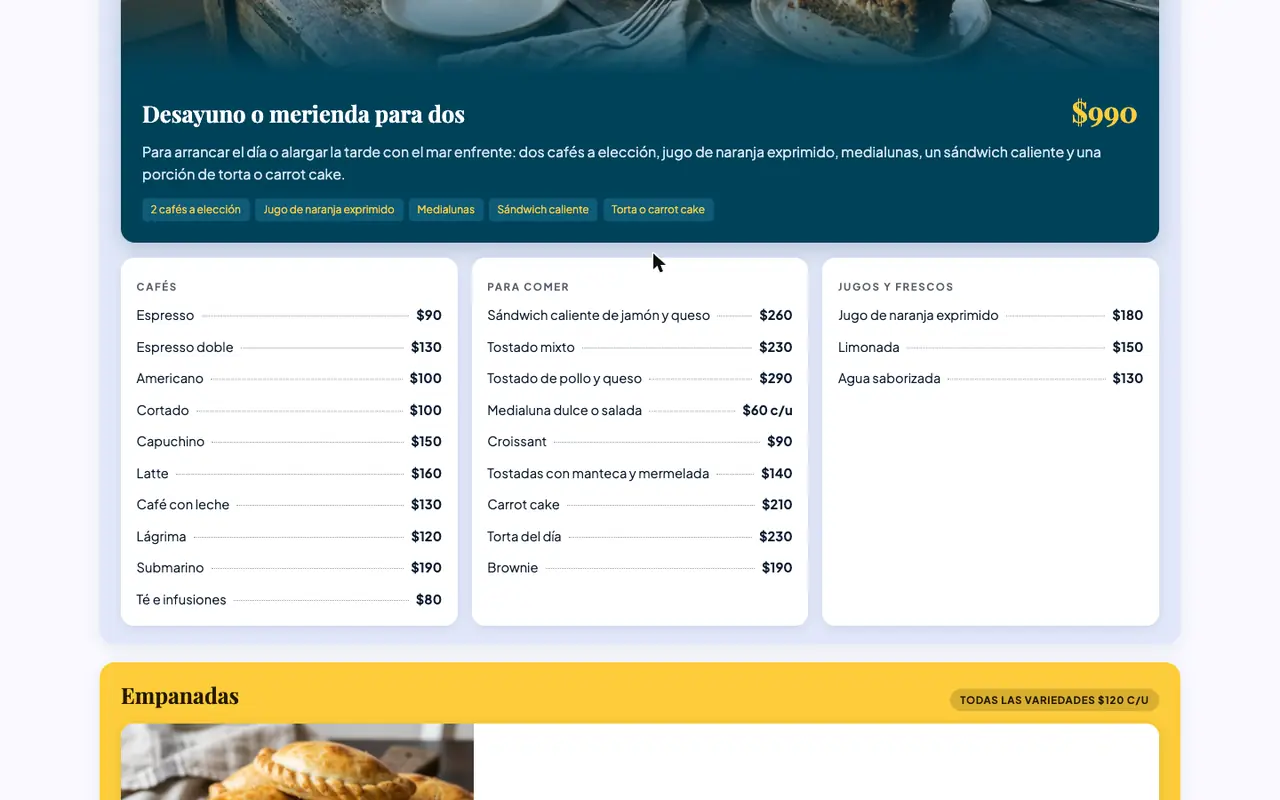 Desayuno o merienda para dos
$990
Para arrancar el día o alargar la tarde con el mar enfrente: dos cafés a elección, jugo de naranja exprimido, medialunas, un sándwich caliente y una
porción de torta o carrot cake.
2 cafés a elección
Jugo de naranja exprimido
Medialunas
Sándwich caliente
Torta o carrot cake
CAFÉS
Espresso $90
Espresso doble $130
Americano $100
Cortado $100
Capuchino $150
Latte $160
Café con leche $130
Lágrima $120
Submarino $190
Té e infusiones $80
PARA COMER
Sándwich caliente de jamón y queso $260
Tostado mixto $230
Tostado de pollo y queso $290
Medialuna dulce o salada $60 c/u
Croissant $90
Tostadas con manteca y mermelada $140
Carrot cake $210
Torta del día $230
Brownie $190
JUGOS Y FRESCOS
Jugo de naranja exprimido $180
Limonada $150
Agua saborizada $130
Empanadas
TODAS LAS VARIEDADES $120 C/U